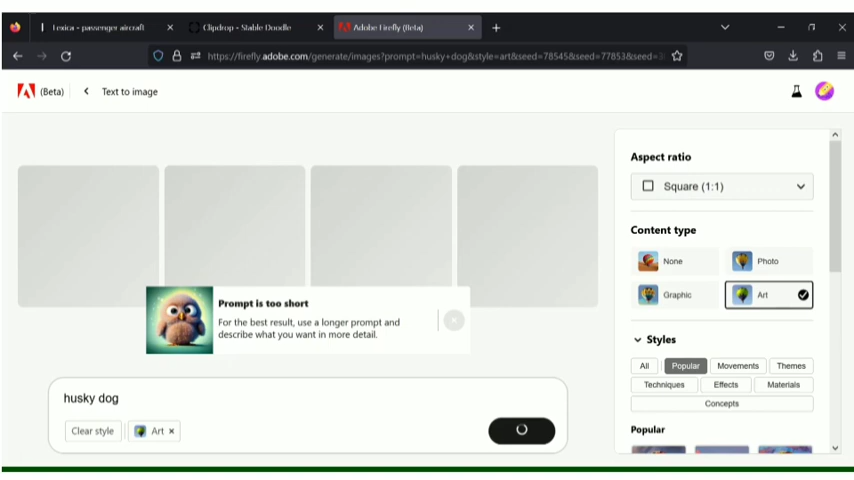 Lexica - passenger aircraft
Clipdrop - Stable Doodle
Adobe Firefly (Beta)
https://firefly.adobe.com/generate/images?prompt=husky+dog&style=art&seed=78545&seed=77853&seed=3
(Beta)
Text to image
Aspect ratio
Square (1:1)
Content type
None
Photo
Graphic
Art
Styles
All
Popular
Movements
Themes
Techniques
Effects
Materials
Concepts
Popular
Prompt is too short
For the best result, use a longer prompt and
describe what you want in more detail.
husky dog
Clear style
Art